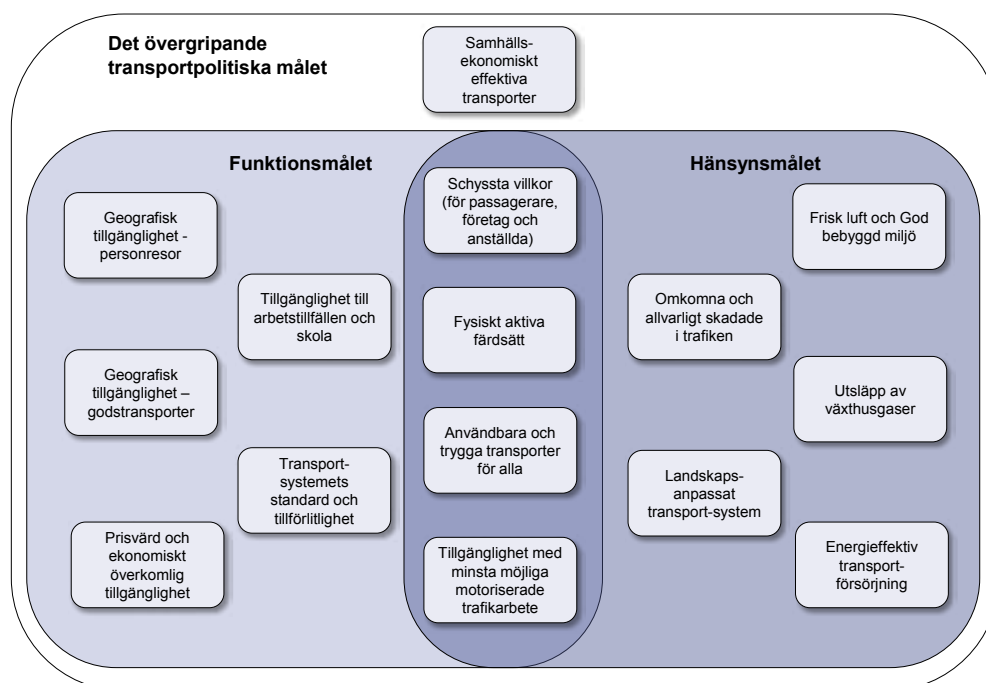 Det övergripande
transportpolitiska målet
Samhälls-
ekonomiskt
effektiva
transporter
Funktionsmålet
Hänsynsmålet
Geografisk
tillgänglighet -
personresor
Tillgänglighet till
arbetstillfällen och
skola
Geografisk
tillgänglighet –
godstransporter
Transport-
systemets
standard och
tillförlitlighet
Prisvärd och
ekonomiskt
överkomlig
tillgänglighet
Schyssta villkor
(för passagerare,
företag och
anställda)
Fysiskt aktiva
färdsätt
Användbara och
trygga transporter
för alla
Tillgänglighet med
minsta möjliga
motoriserade
trafikarbete
Frisk luft och God
bebyggd miljö
Omkomna och
allvarligt skadade
i trafiken
Utsläpp av
växthusgaser
Landskaps-
anpassat
transport-system
Energieffektiv
transport-
försörjning